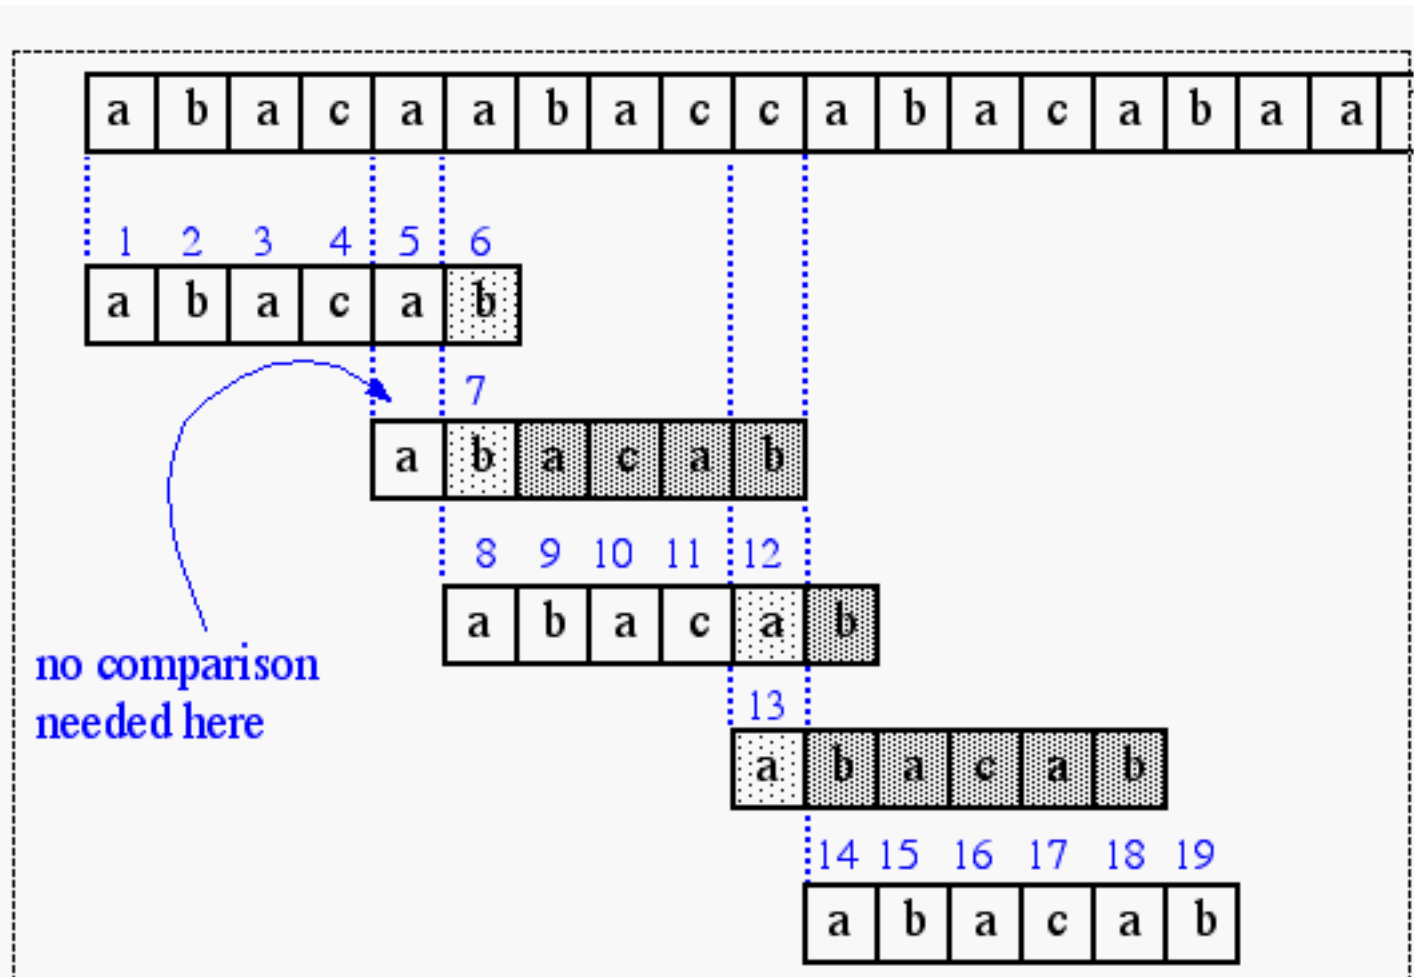 a b a c a a b a c c a b a c a b a a
1 2 3 4 5 6
a b a c a b
7
a b a c a b
8 9 10 11 12
a b a c a b
no comparison
needed here
13
a b a c a b
14 15 16 17 18 19
a b a c a b